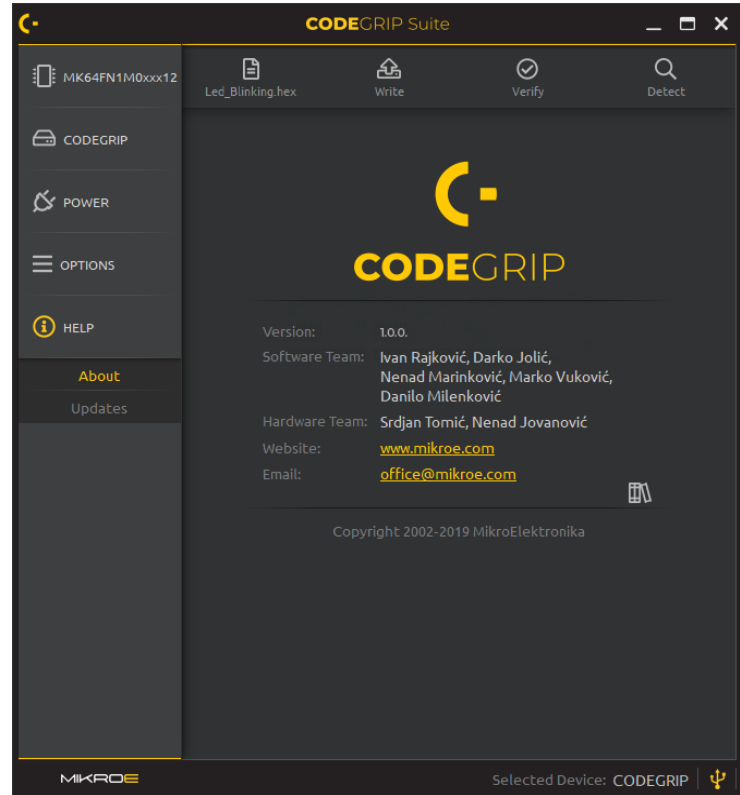 CODEGRIP Suite
MK64FN1M0xxx12
Led_Blinking.hex
Write
Verify
Detect
CODEGRIP
POWER
OPTIONS
HELP
About
Updates
CODEGRIP
Version: 1.0.0.
Software Team: Ivan Rajković, Darko Jolić,
Nenad Marinković, Marko Vuković,
Danilo Milenković
Hardware Team: Srdjan Tomić, Nenad Jovanović
Website: www.mikroe.com
Email: office@mikroe.com
Copyright 2002-2019 MikroElektronika
MIKROE
Selected Device: CODEGRIP